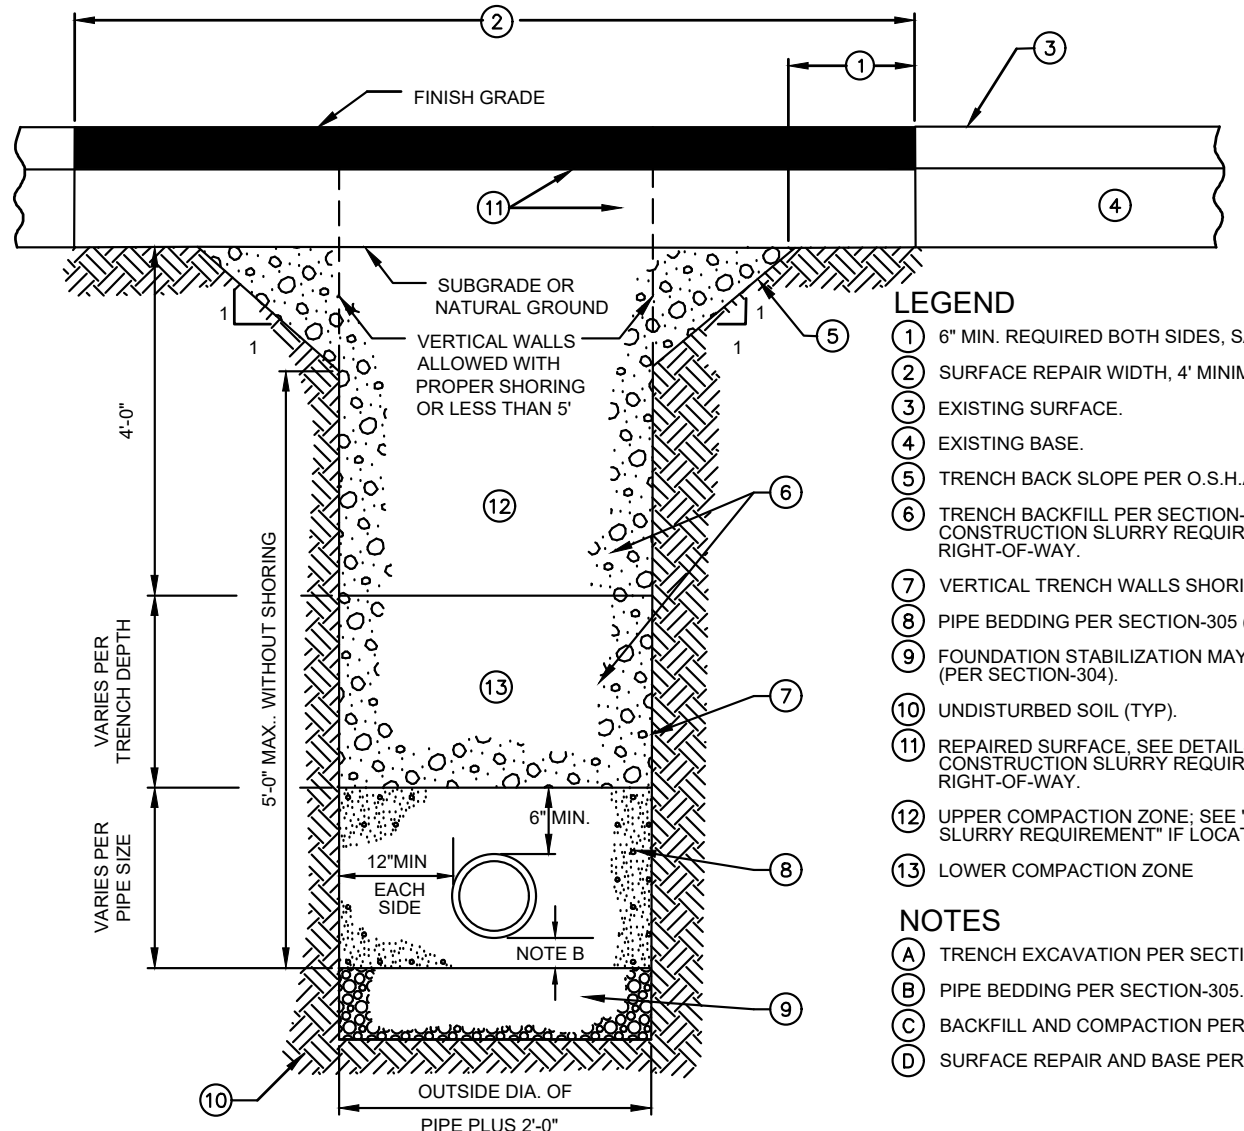 2
1
3
FINISH GRADE
11
4
SUBGRADE OR
NATURAL GROUND
1
1
1
1
5
VERTICAL WALLS
ALLOWED WITH
PROPER SHORING
OR LESS THAN 5'
4'-0"
12
6
5'-0" MAX.. WITHOUT SHORING
VARIES PER
TRENCH DEPTH
13
7
VARIES PER
PIPE SIZE
6" MIN.
12"MIN
EACH
SIDE
8
NOTE B
9
10
OUTSIDE DIA. OF
PIPE PLUS 2'-0"
LEGEND
1 6" MIN. REQUIRED BOTH SIDES,
2 SURFACE REPAIR WIDTH, 4' MINIM
3 EXISTING SURFACE.
4 EXISTING BASE.
5 TRENCH BACK SLOPE PER O.S.H.
6 TRENCH BACKFILL PER SECTION-
CONSTRUCTION SLURRY REQUIR
RIGHT-OF-WAY.
7 VERTICAL TRENCH WALLS SHORI
8 PIPE BEDDING PER SECTION-305
9 FOUNDATION STABILIZATION MAY
(PER SECTION-304).
10 UNDISTURBED SOIL (TYP).
11 REPAIRED SURFACE, SEE DETAIL
CONSTRUCTION SLURRY REQUIR
RIGHT-OF-WAY.
12 UPPER COMPACTION ZONE; SEE "
SLURRY REQUIREMENT" IF LOCAT
13 LOWER COMPACTION ZONE
NOTES
A TRENCH EXCAVATION PER SECTI
B PIPE BEDDING PER SECTION-305.
C BACKFILL AND COMPACTION PER
D SURFACE REPAIR AND BASE PER